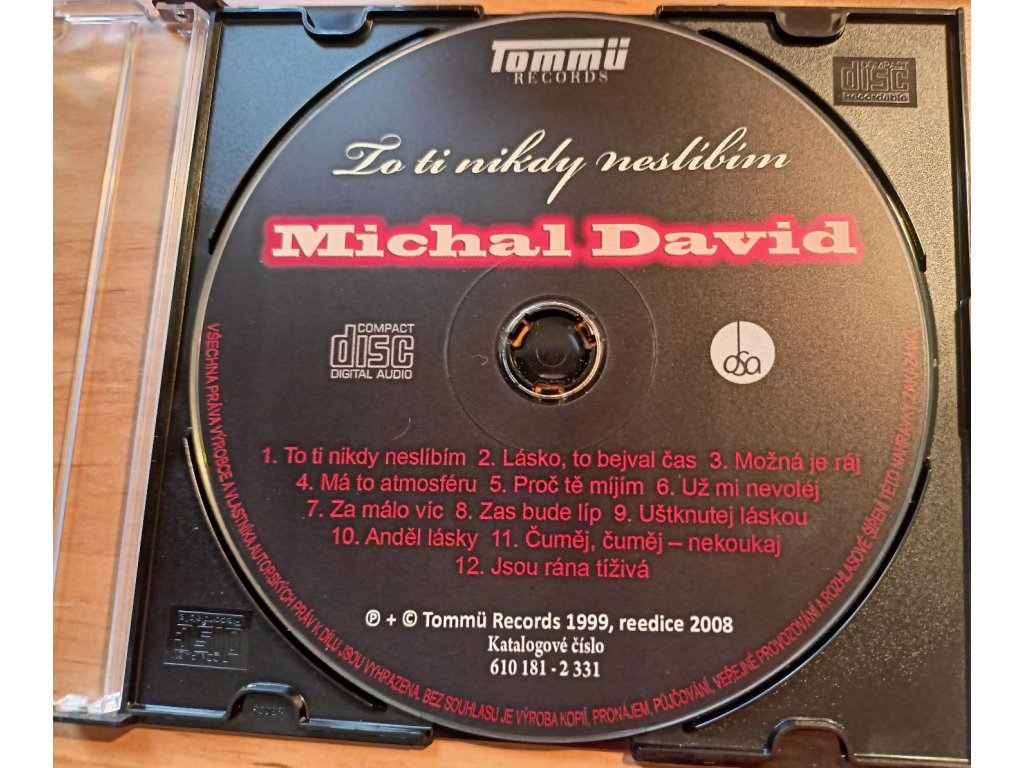 Tommü
RECORDS
COMPACT
disc
Recordable
To ti nikdy neslíbím
Michal David
COMPACT
disc
DIGITAL AUDIO
osa
1. To ti nikdy neslíbím 2. Lásko, to bejval čas 3. Možná je ráj
4. Má to atmosféru 5. Proč tě míjím 6. Už mi nevolej
7. Za málo víc 8. Zas bude líp 9. Uštknutej láskou
10. Anděl lásky 11. Čuměj, čuměj – nekoukaj
12. Jsou rána tíživá
℗ + © Tommü Records 1999, reedice 2008
Katalogové číslo
610 181 - 2 331
VŠECHNA PRÁVA VÝROBCE A VLASTNÍKA AUTORSKÝCH PRÁV K DÍLU JSOU VYHRAZENA. BEZ SOUHLASU JE VÝROBA KOPIÍ, PRONÁJEM, PŮJČOVÁNÍ, VEŘEJNÉ PROVOZOVÁNÍ A ROZHLASOVÉ ŠÍŘENÍ TÉTO NAHRÁVKY ZAKÁZÁNO.